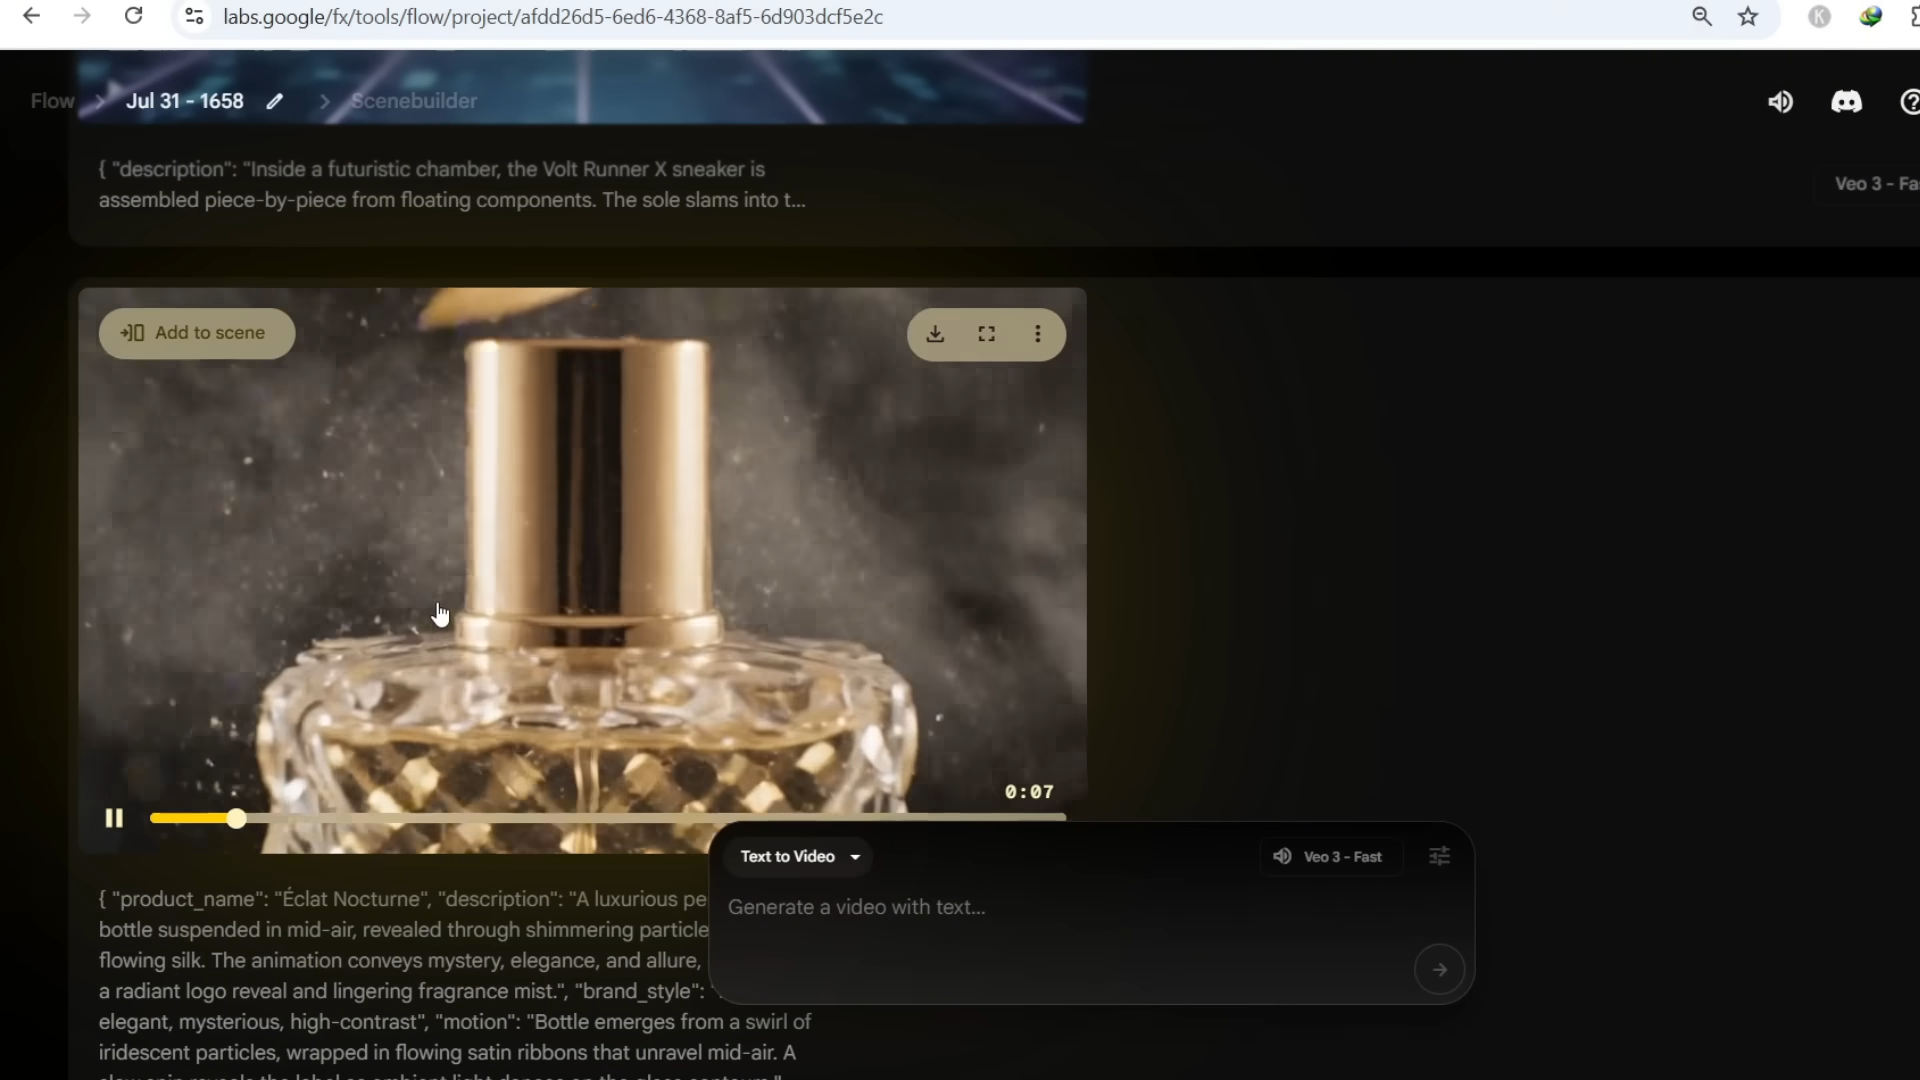 labs.google/fx/tools/flow/project/afdd26d5-6ed6-4368-8af5-6d903dcf5e2c
K
Flow > Jul 31 - 1658 > Scenebuilder
{ "description": "Inside a futuristic chamber, the Volt Runner X sneaker is
assembled piece-by-piece from floating components. The sole slams into t...
Veo 3 - Fas
Add to scene
0:07
Text to Video
Veo 3 - Fast
Generate a video with text...
{ "product_name": "Éclat Nocturne", "description": "A luxurious pe
bottle suspended in mid-air, revealed through shimmering particle
flowing silk. The animation conveys mystery, elegance, and allure,
a radiant logo reveal and lingering fragrance mist.", "brand_style": "
elegant, mysterious, high-contrast", "motion": "Bottle emerges from a swirl of
iridescent particles, wrapped in flowing satin ribbons that unravel mid-air. A